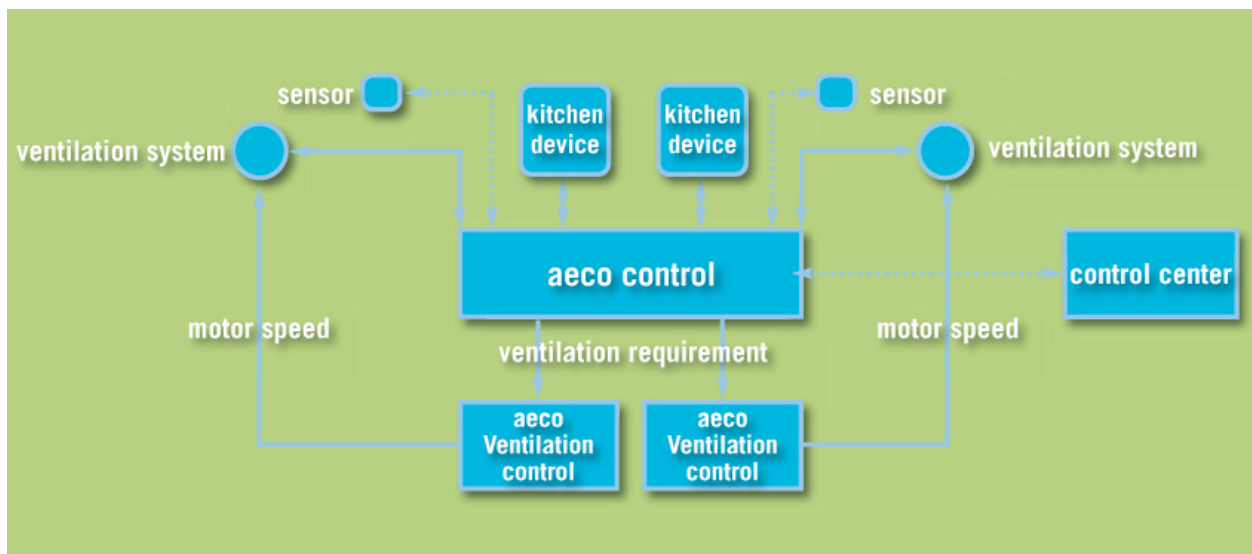 sensor
sensor
kitchen
device
kitchen
device
ventilation system
ventilation system
aeco control
control center
motor speed
motor speed
ventilation requirement
aeco
Ventilation
control
aeco
Ventilation
control